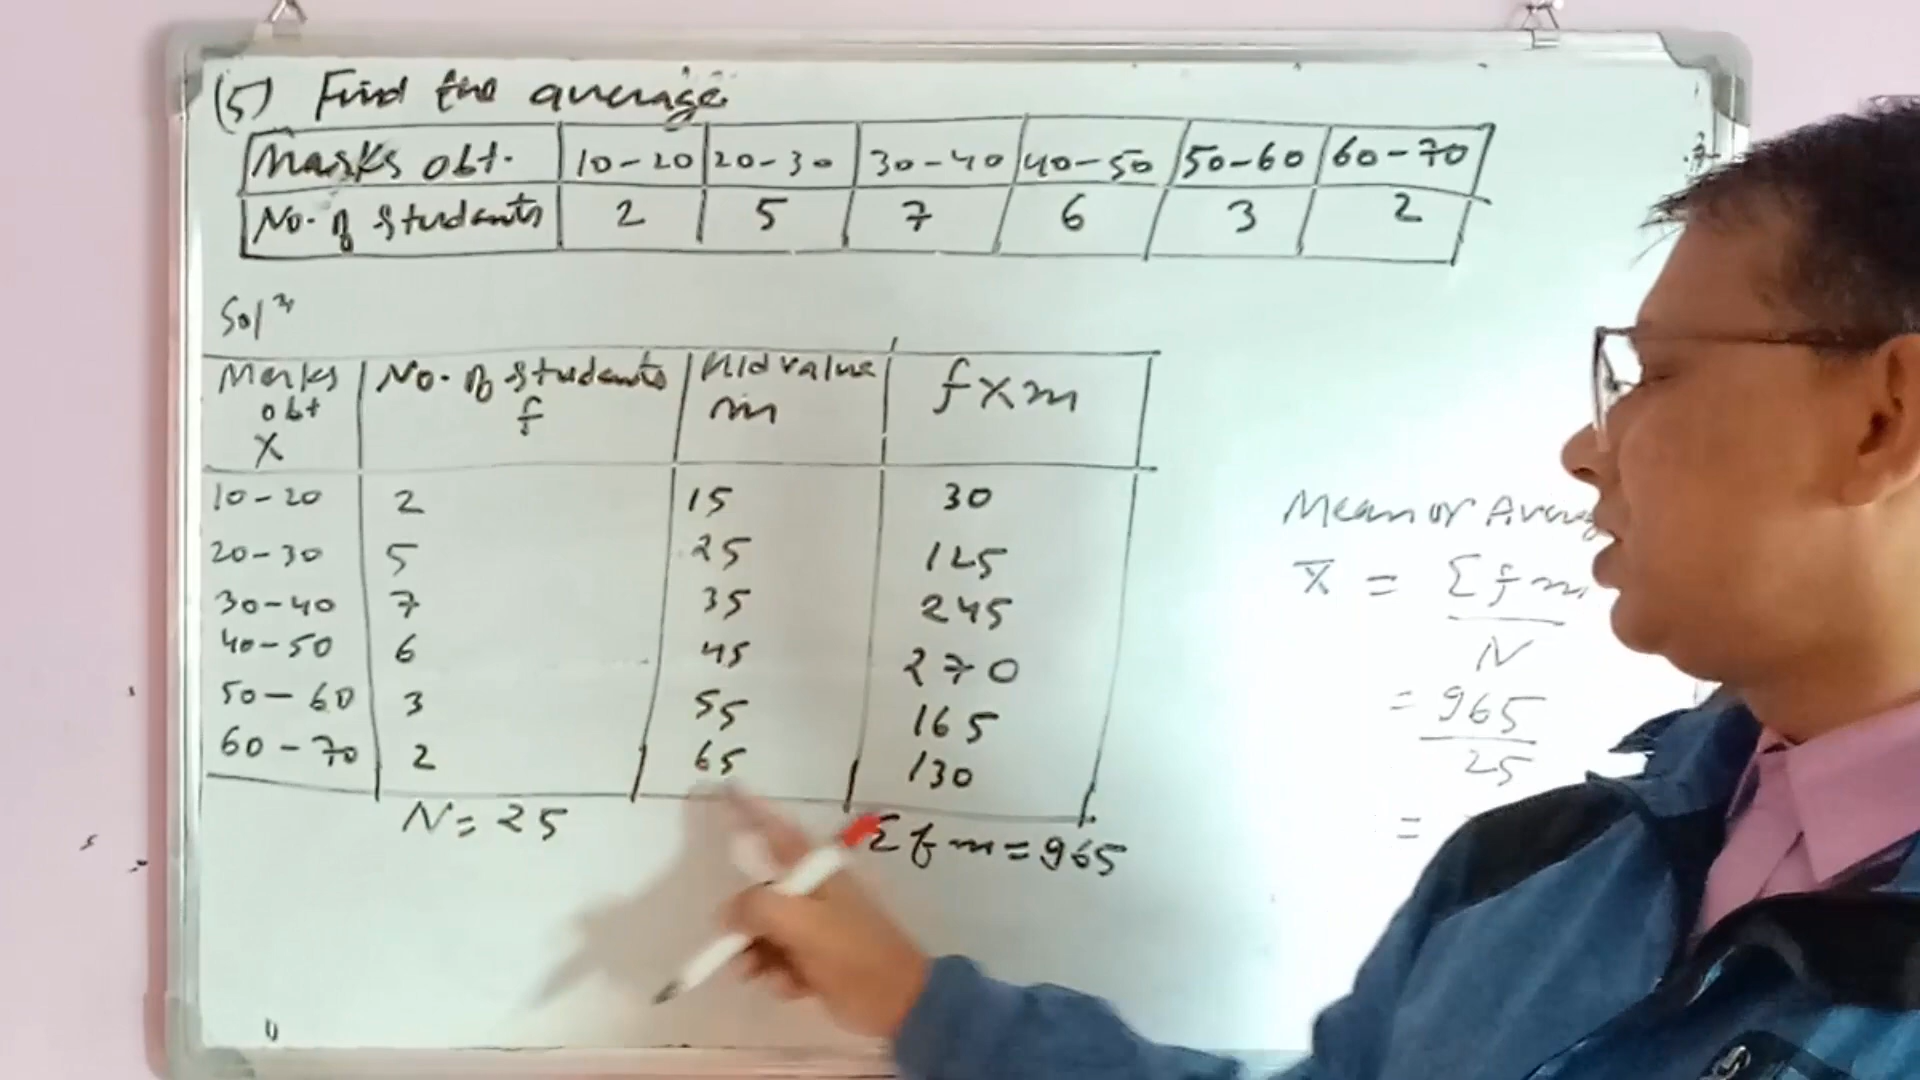 (5) Find the average
Marks obt. 10-20 20-30 30-40 40-50 50-60 60-70
No. of students 2 5 7 6 3 2
Solⁿ
Marks obt X No. of students f Mid value m f×m
10-20 2 15 30
20-30 5 25 125
30-40 7 35 245
40-50 6 45 270
50-60 3 55 165
60-70 2 65 130
N=25 Σfm=965
Mean or
X̄ = Σfm
N
= 965
25
=